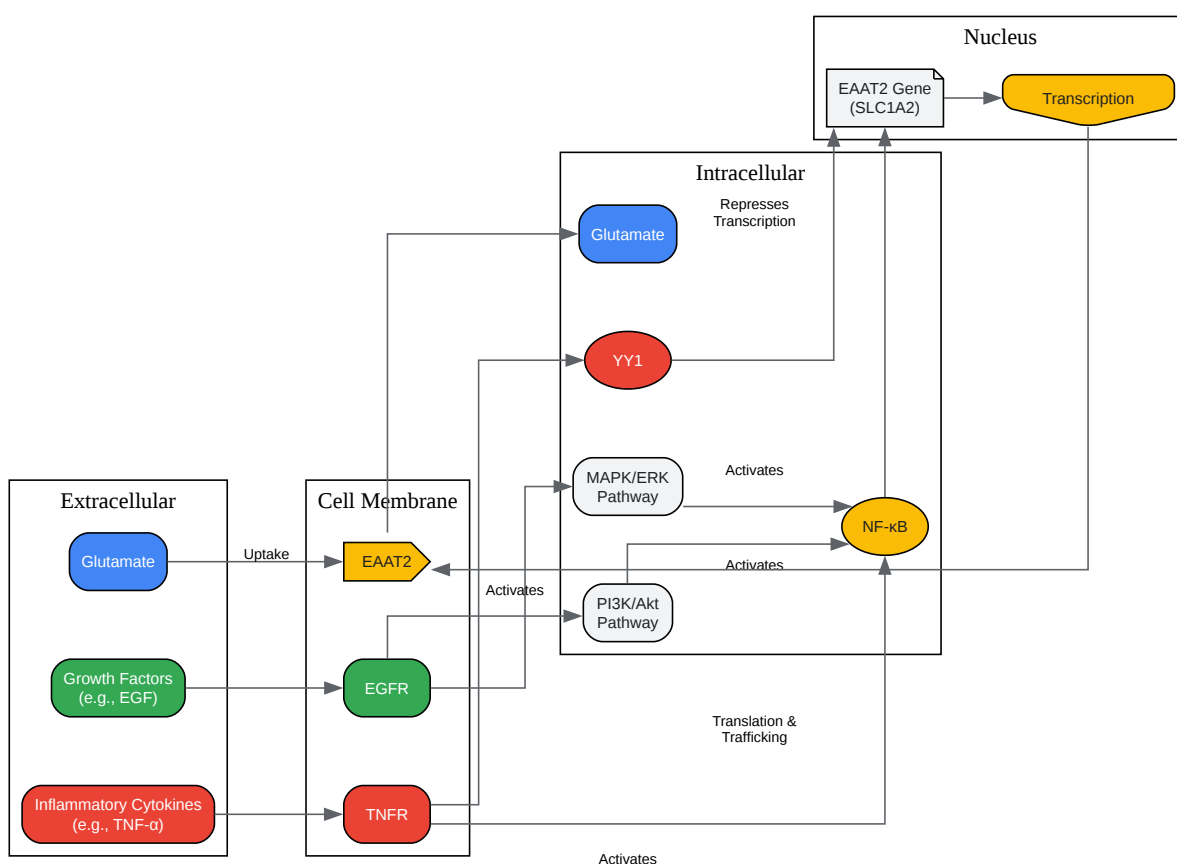 Nucleus
EAAT2 Gene
(SLC1A2)
Transcription
Intracellular
Represses
Transcription
Glutamate
YY1
MAPK/ERK
Pathway
Activates
NF-κB
Activates
PI3K/Akt
Pathway
Extracellular
Glutamate
Uptake
Growth Factors
(e.g., EGF)
Inflammatory Cytokines
(e.g., TNF-α)
Cell Membrane
EAAT2
Activates
EGFR
TNFR
Translation &
Trafficking
Activates